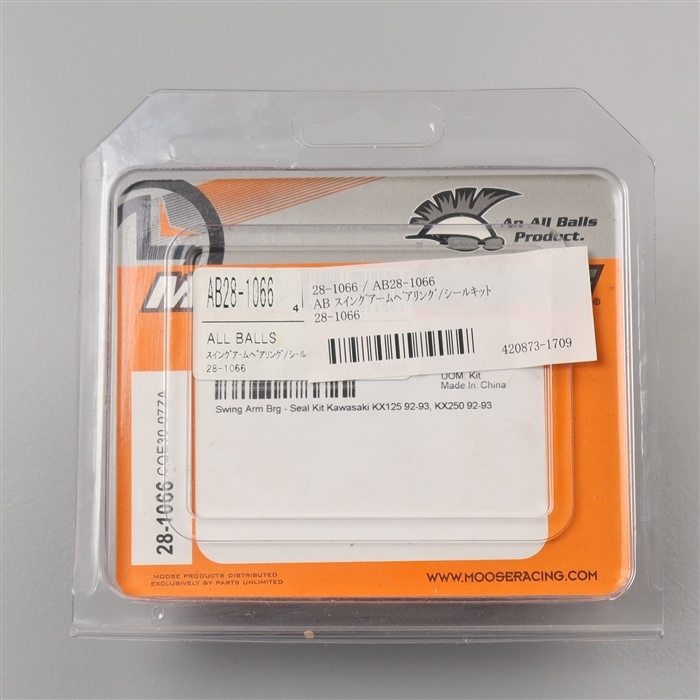 An All Balls
Product.
AB28-1066
4
ALL BALLS
スイングアームベアリング/シール
28-1066
28-1066 / AB28-1066
AB スイングアームベアリング/シールキット
28-1066
420873-1709
UOM: Kit
Made In: China
Swing Arm Brg - Seal Kit Kawasaki KX125 92-93, KX250 92-93
28-1066
MOOSE PRODUCTS DISTRIBUTED
EXCLUSIVELY BY PARTS UNLIMITED
WWW.MOOSERACING.COM